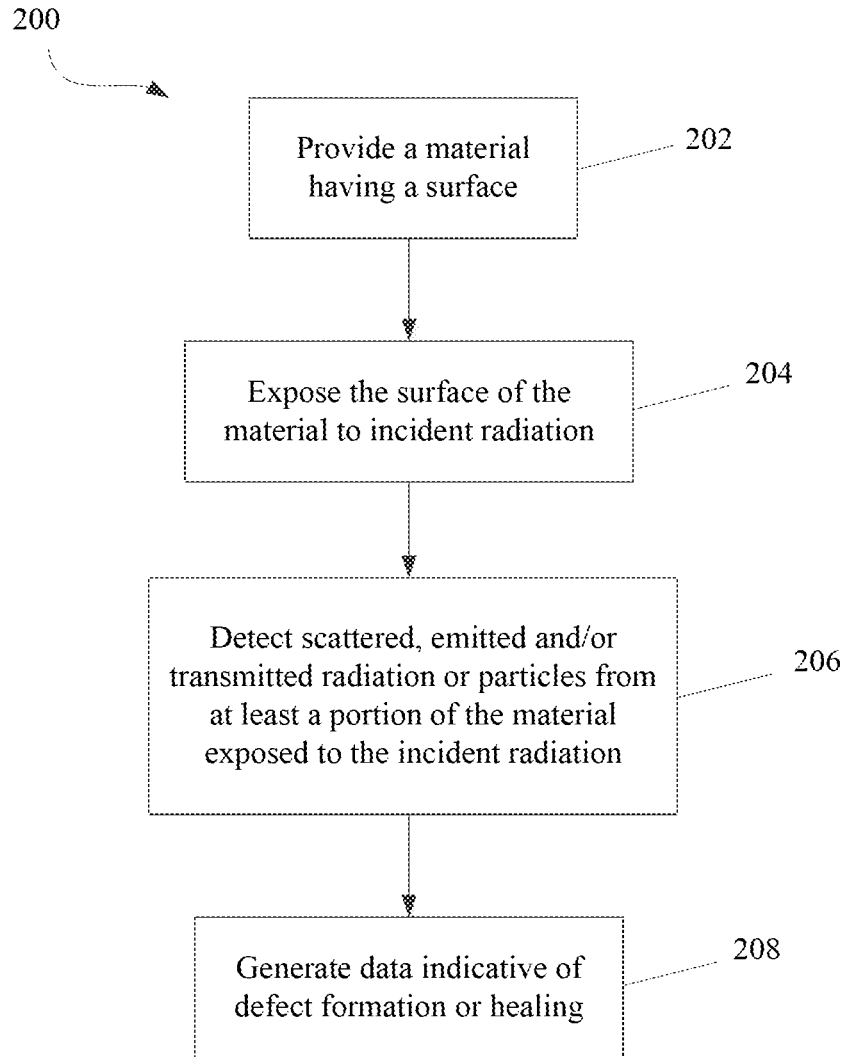 200
Provide a material
having a surface
202
Expose the surface of the
material to incident radiation
204
Detect scattered, emitted and/or
transmitted radiation or particles from
at least a portion of the material
exposed to the incident radiation
206
Generate data indicative of
defect formation or healing
208